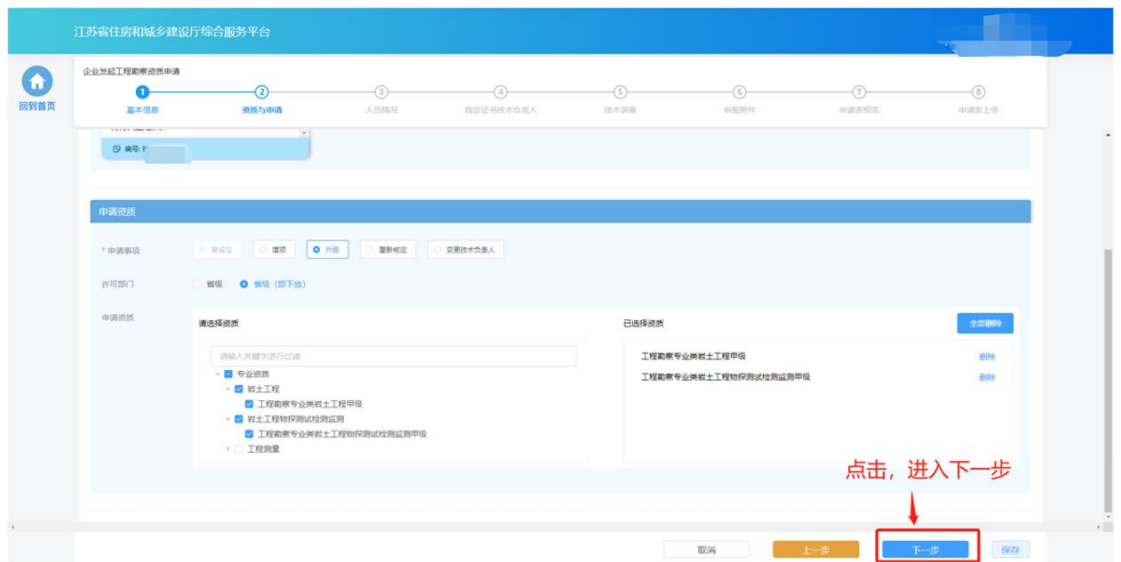 江苏省住房和城乡建设厅综合服务平台
回到首页
企业发起工程勘察资质申请
1 2 3 4 5 6 7 8
基本信息 资质与申请 人员情况 指定证书技术负责人 技术装备 申报附件 申请表预览 申请表上传
编号:
申请资质
* 申请事项 新设立 增项 升级 重新核定 变更技术负责人
许可部门 省级 省级（部下放）
申请资质 请选择资质 已选择资质 全部删除
请输入关键字进行过滤 工程勘察专业类岩土工程甲级 删除
专业资质 工程勘察专业类岩土工程物探测试检测监测甲级 删除
岩土工程
工程勘察专业类岩土工程甲级
岩土工程物探测试检测监测
工程勘察专业类岩土工程物探测试检测监测甲级
工程测量
点击，进入下一步
取消 上一步 下一步 保存